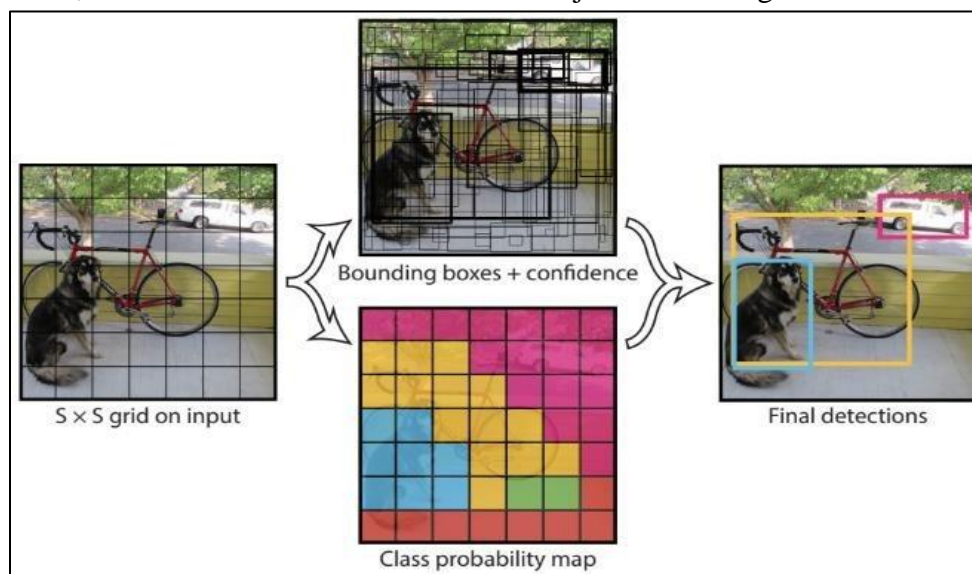 Bounding boxes + confidence
S × S grid on input
Final detections
Class probability map